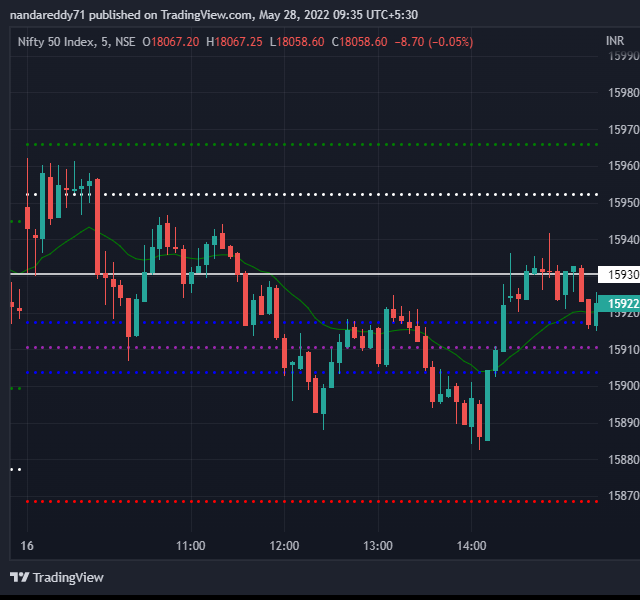 nandareddy71 published on TradingView.com, May 28, 2022 09:35 UTC+5:30
Nifty 50 Index, 5, NSE O18067.20 H18067.25 L18058.60 C18058.60 −8.70 (−0.05%)
INR
15990
15980
15970
15960
15950
15940
15930
15922
15920
15910
15900
15890
15880
15870
16 11:00 12:00 13:00 14:00
TradingView